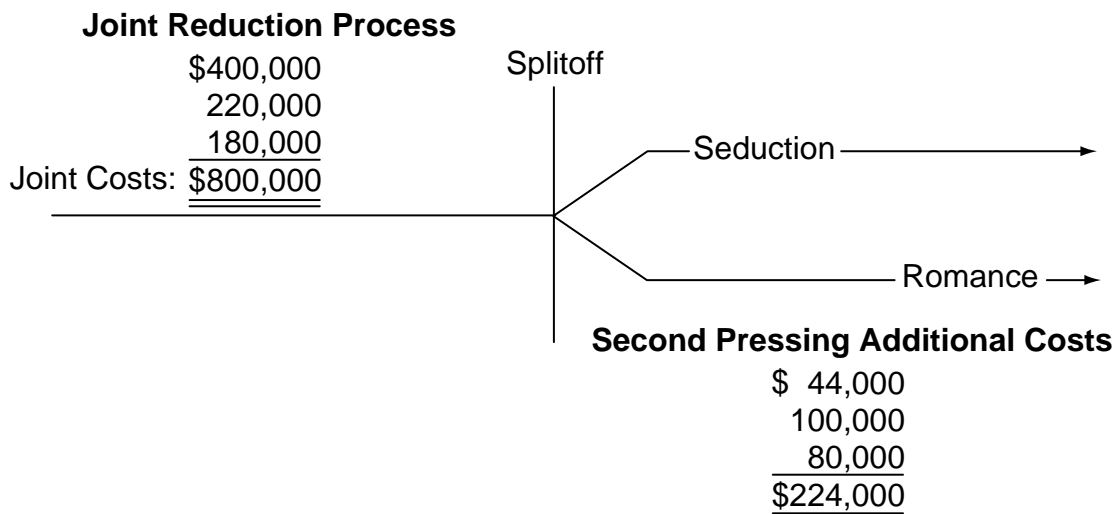 Joint Reduction Process
$400,000
Splitoff
220,000
180,000
Joint Costs: $800,000
Seduction
Romance
Second Pressing Additional Costs
$ 44,000
100,000
80,000
$224,000